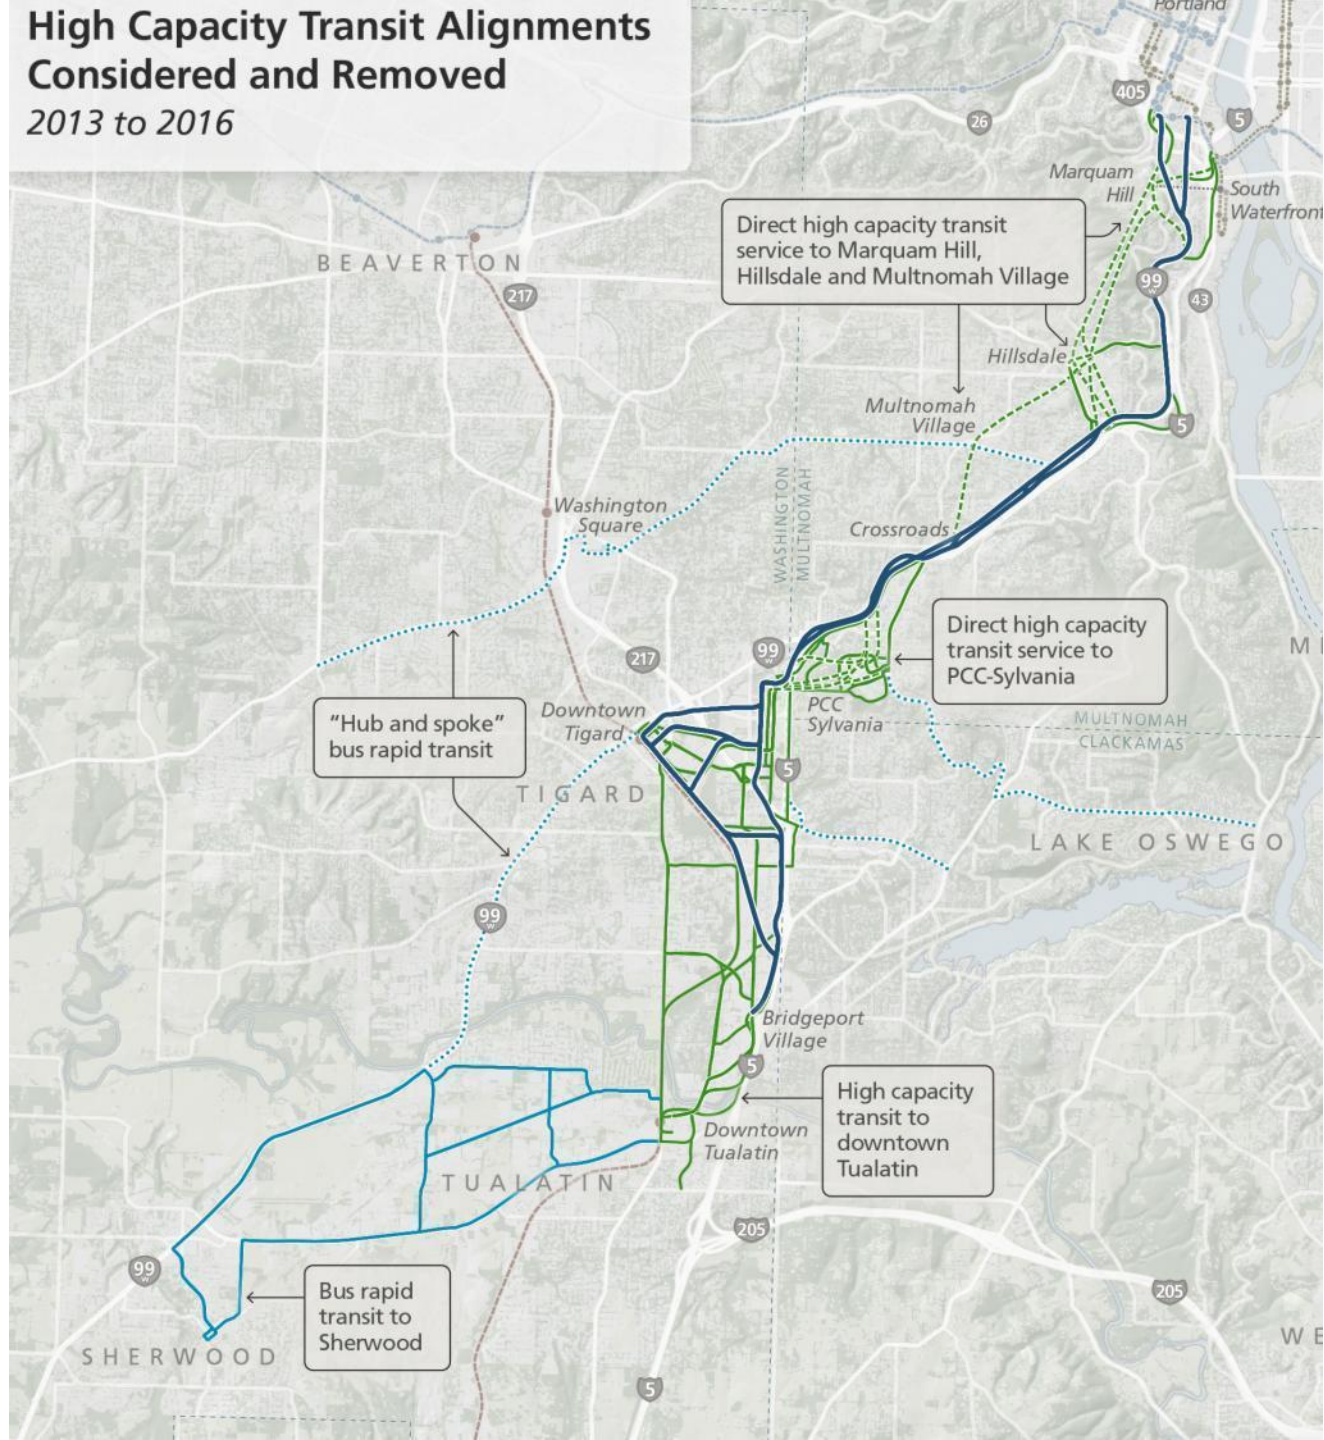 High Capacity Transit Alignments
Considered and Removed
2013 to 2016
Portland
405
26
5
Marquam
Hill
South
Waterfront
Direct high capacity transit
service to Marquam Hill,
Hillsdale and Multnomah Village
BEAVERTON
217
99
W
43
Hillsdale
Multnomah
Village
5
Washington
Square
WASHINGTON
MULTNOMAH
Crossroads
Direct high capacity
transit service to
PCC-Sylvania
217
99
W
"Hub and spoke"
bus rapid transit
Downtown
Tigard
PCC
Sylvania
MULTNOMAH
CLACKAMAS
TIGARD
5
LAKE OSWEGO
99
W
Bridgeport
Village
5
High capacity
transit to
downtown
Tualatin
Downtown
Tualatin
TUALATIN
205
99
W
Bus rapid
transit to
Sherwood
205
SHERWOOD
WE
5